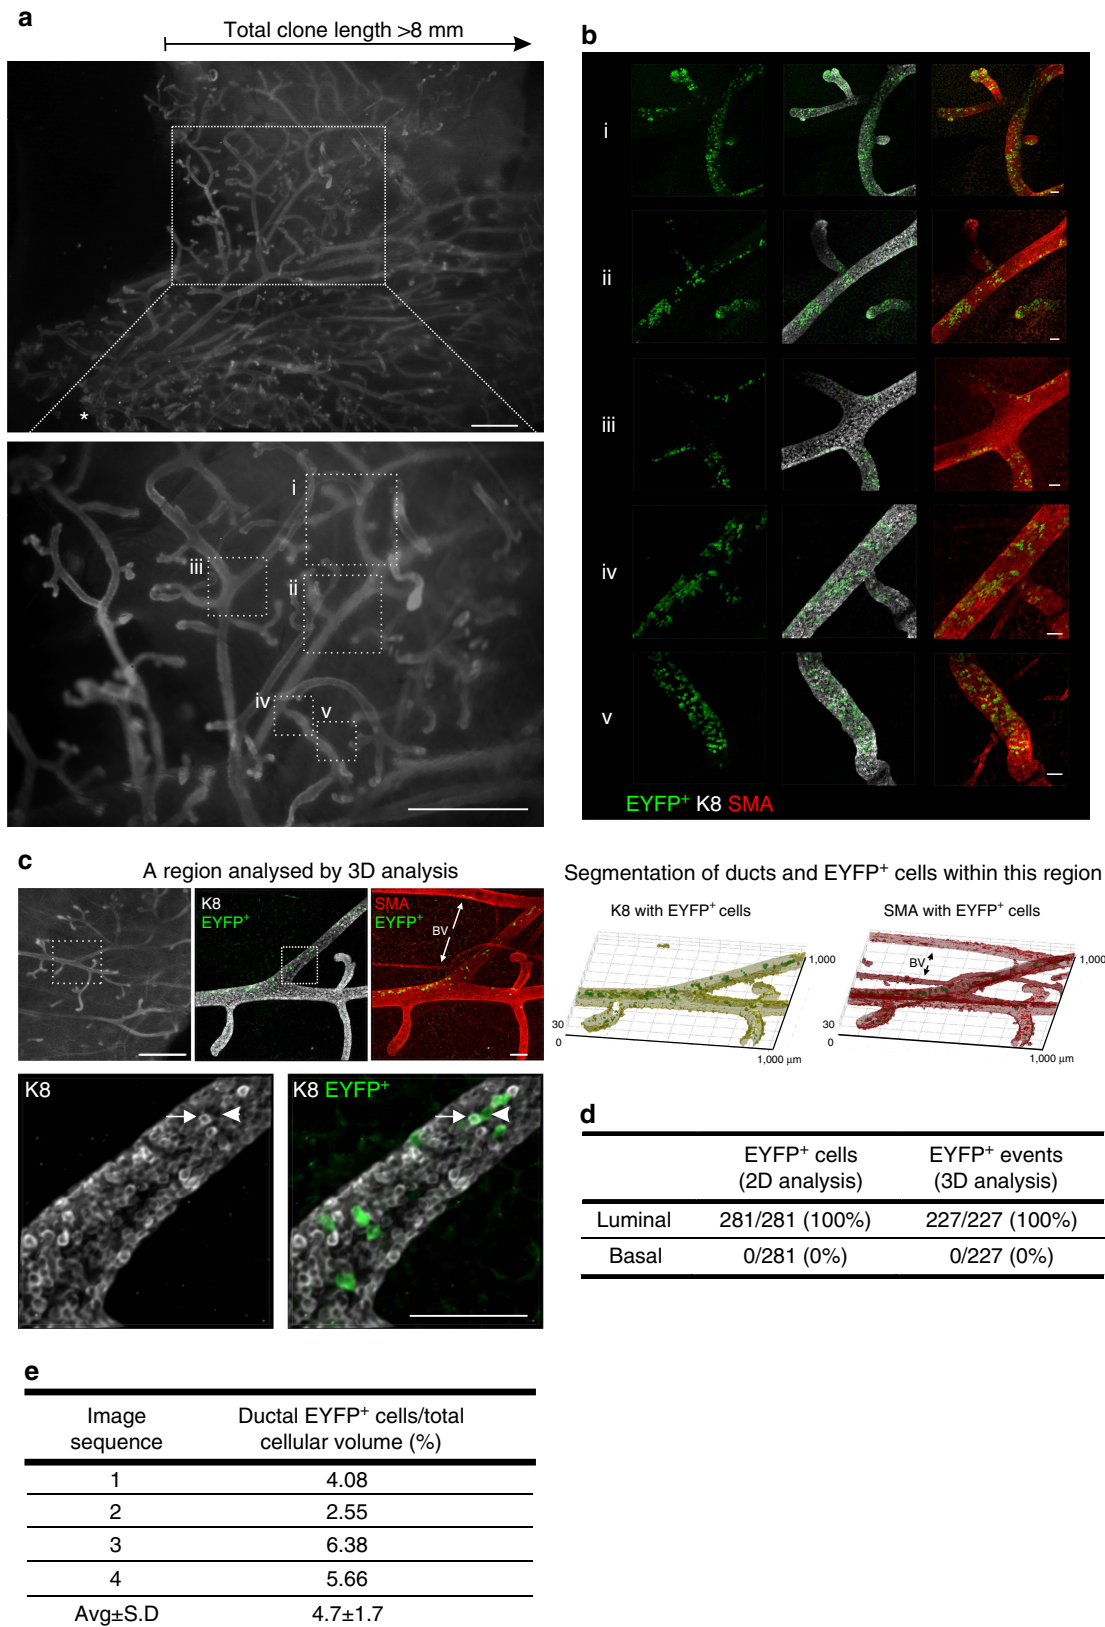 a
Total clone length >8 mm
*
i
ii
iii
iv
v
b
i
ii
iii
iv
v
EYFP⁺ K8 SMA
c
A region analysed by 3D analysis
K8
EYFP⁺
SMA
EYFP⁺
BV
Segmentation of ducts and EYFP⁺ cells within this region
K8 with EYFP⁺ cells
1,000
30
0
1,000 µm
SMA with EYFP⁺ cells
BV
1,000
30
0
1,000 µm
K8
K8 EYFP⁺
d
EYFP⁺ cells (2D analysis) EYFP⁺ events (3D analysis)
Luminal 281/281 (100%) 227/227 (100%)
Basal 0/281 (0%) 0/227 (0%)
e
Image sequence Ductal EYFP⁺ cells/total cellular volume (%)
1 4.08
2 2.55
3 6.38
4 5.66
Avg±S.D 4.7±1.7